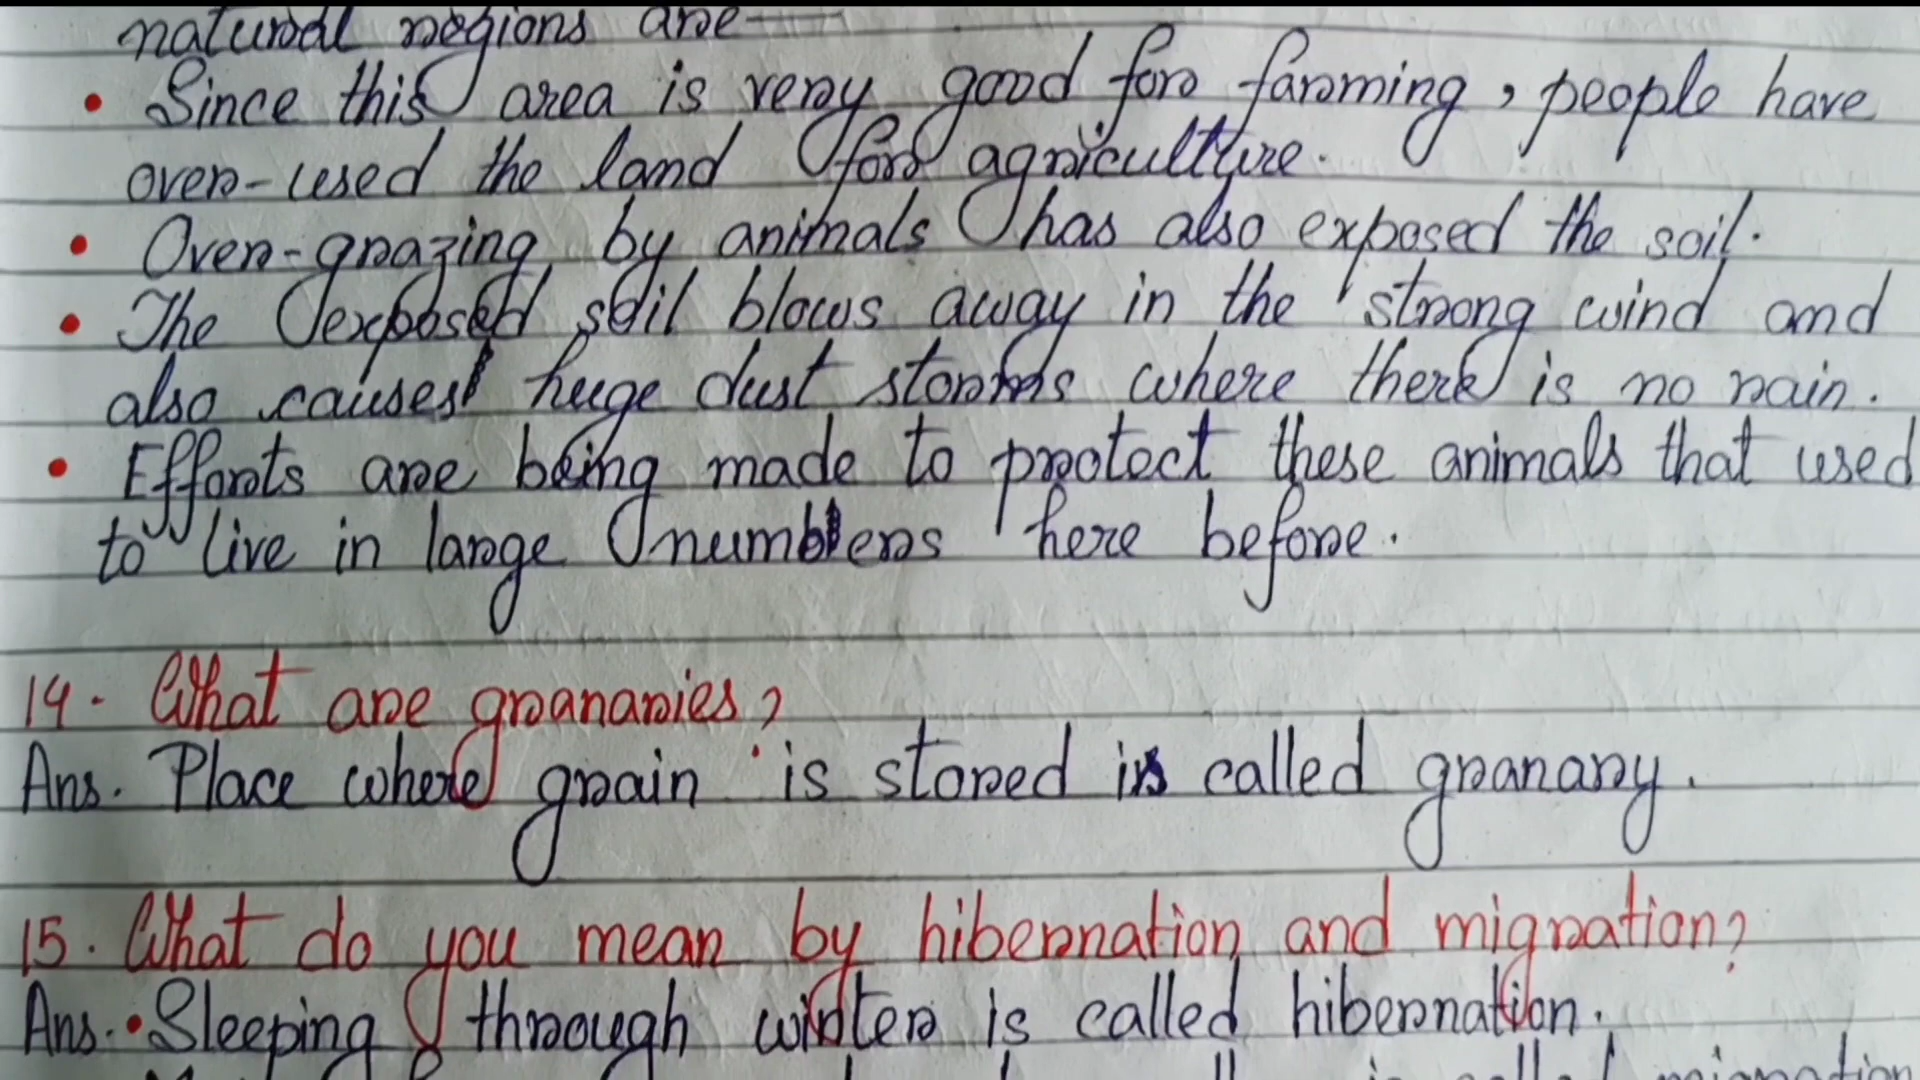 natural regions are
• Since this area is very good for farming, people have
over-used the land for agriculture.
• Over-grazing by animals has also exposed the soil.
• The exposed soil blows away in the strong wind and
also causes huge dust storms where there is no rain.
• Efforts are being made to protect these animals that used
to live in large numbers here before.
14. What are granaries?
Ans. Place where grain is stored is called granary.
15. What do you mean by hibernation and migration?
Ans. • Sleeping through winter is called hibernation.
is called migration